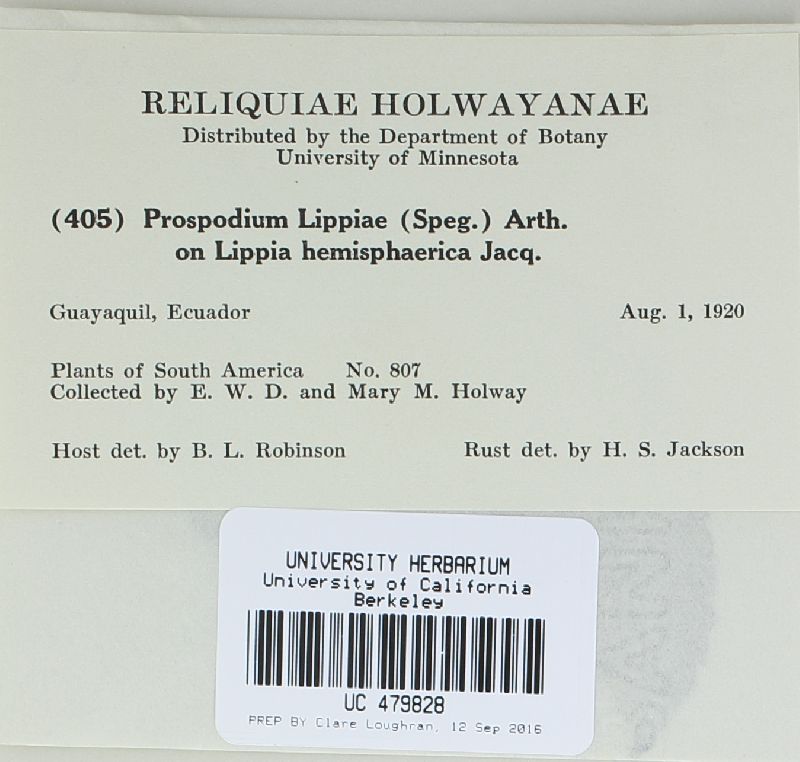 RELIQUIAE HOLWAYANAE
Distributed by the Department of Botany
University of Minnesota
(405) Prospodium Lippiae (Speg.) Arth.
on Lippia hemisphaerica Jacq.
Guayaquil, Ecuador Aug. 1, 1920
Plants of South America No. 807
Collected by E. W. D. and Mary M. Holway
Host det. by B. L. Robinson Rust det. by H. S. Jackson
UNIVERSITY HERBARIUM
University of California
Berkeley
UC 479828
PREP BY Clare Loughran, 12 Sep 2016